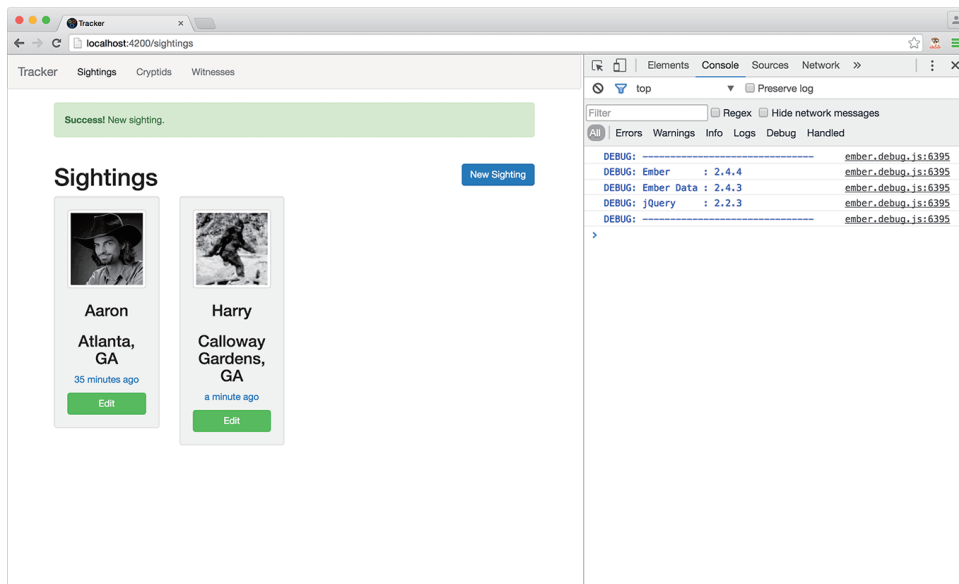 Tracker
localhost:4200/sightings
Tracker Sightings Cryptids Witnesses
Success! New sighting.
Sightings
New Sighting
Aaron
Atlanta,
GA
35 minutes ago
Edit
Harry
Calloway
Gardens,
GA
a minute ago
Edit
Elements Console Sources Network
top Preserve log
Filter Regex Hide network messages
All Errors Warnings Info Logs Debug Handled
DEBUG: ------------------------------- ember.debug.js:6395
DEBUG: Ember : 2.4.4 ember.debug.js:6395
DEBUG: Ember Data : 2.4.3 ember.debug.js:6395
DEBUG: jQuery : 2.2.3 ember.debug.js:6395
DEBUG: ------------------------------- ember.debug.js:6395